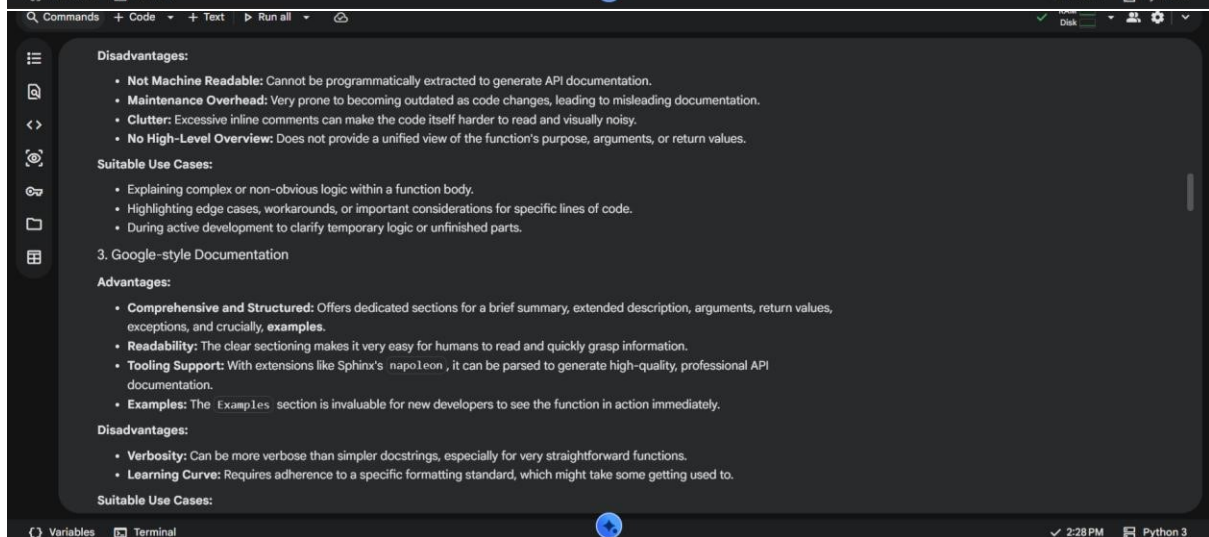 Commands + Code + Text Run all
RAM
Disk
Disadvantages:
• Not Machine Readable: Cannot be programmatically extracted to generate API documentation.
• Maintenance Overhead: Very prone to becoming outdated as code changes, leading to misleading documentation.
• Clutter: Excessive inline comments can make the code itself harder to read and visually noisy.
• No High-Level Overview: Does not provide a unified view of the function's purpose, arguments, or return values.
Suitable Use Cases:
• Explaining complex or non-obvious logic within a function body.
• Highlighting edge cases, workarounds, or important considerations for specific lines of code.
• During active development to clarify temporary logic or unfinished parts.
3. Google-style Documentation
Advantages:
• Comprehensive and Structured: Offers dedicated sections for a brief summary, extended description, arguments, return values,
exceptions, and crucially, examples.
• Readability: The clear sectioning makes it very easy for humans to read and quickly grasp information.
• Tooling Support: With extensions like Sphinx's napoleon, it can be parsed to generate high-quality, professional API
documentation.
• Examples: The Examples section is invaluable for new developers to see the function in action immediately.
Disadvantages:
• Verbosity: Can be more verbose than simpler docstrings, especially for very straightforward functions.
• Learning Curve: Requires adherence to a specific formatting standard, which might take some getting used to.
Suitable Use Cases:
{} Variables Terminal 2:28 PM Python 3